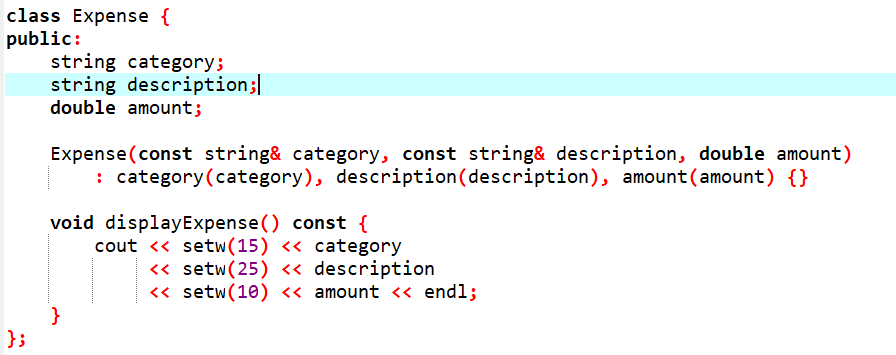 class Expense {
public:
    string category;
    string description;
    double amount;

    Expense(const string& category, const string& description, double amount)
        : category(category), description(description), amount(amount) {}

    void displayExpense() const {
        cout << setw(15) << category
             << setw(25) << description
             << setw(10) << amount << endl;
    }
};